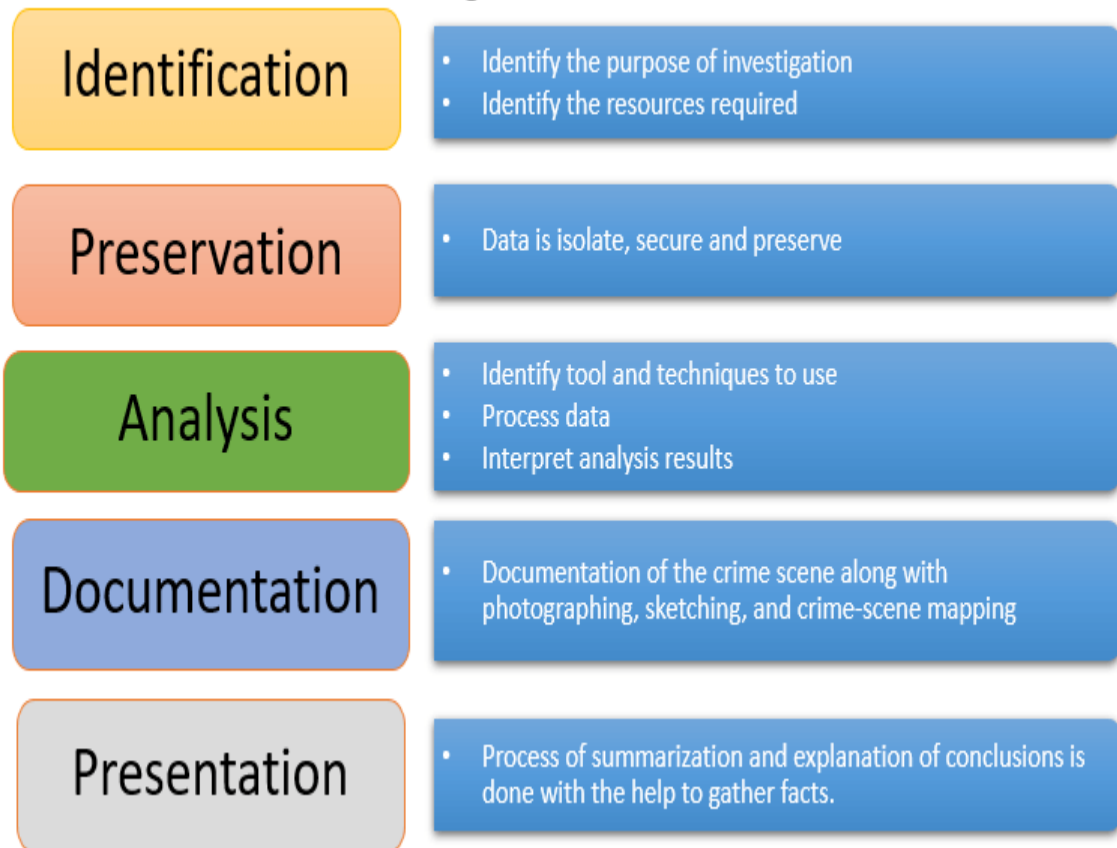 Identification
• Identify the purpose of investigation
• Identify the resources required
Preservation
• Data is isolate, secure and preserve
Analysis
• Identify tool and techniques to use
• Process data
• Interpret analysis results
Documentation
• Documentation of the crime scene along with
photographing, sketching, and crime-scene mapping
Presentation
• Process of summarization and explanation of conclusions is
done with the help to gather facts.